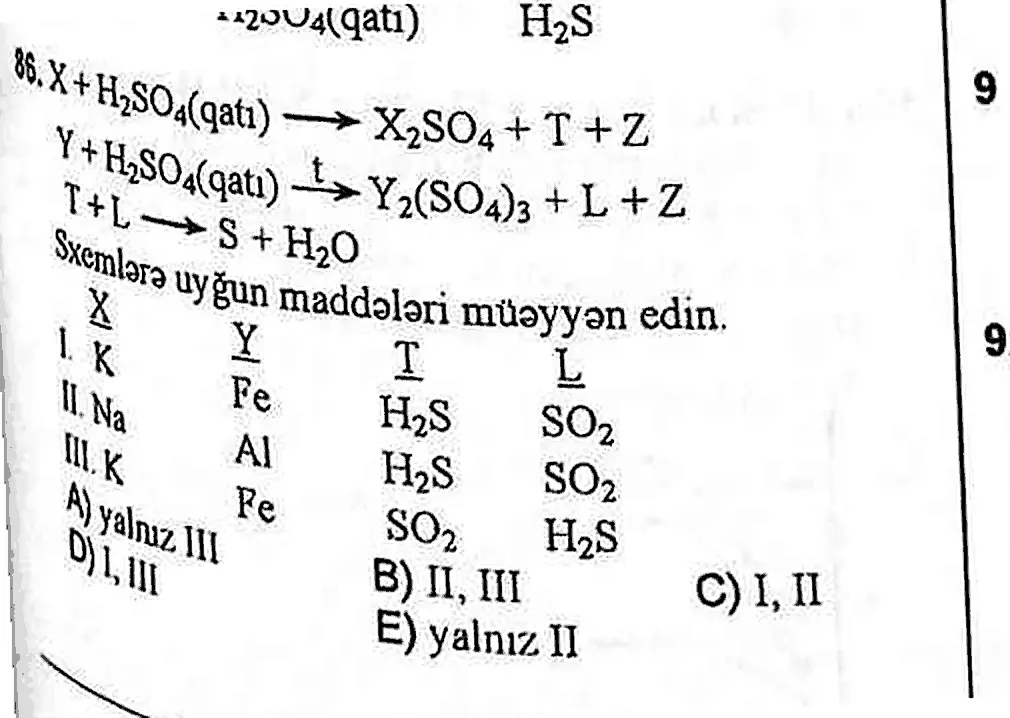 H₂SO₄(qatı) H₂S
86. X + H₂SO₄(qatı) ⟶ X₂SO₄ + T + Z
Y + H₂SO₄(qatı) t⟶ Y₂(SO₄)₃ + L + Z
T + L ⟶ S + H₂O
Sxemlərə uyğun maddələri müəyyən edin.
X Y T L
I. K Fe H₂S SO₂
II. Na Al H₂S SO₂
III. K Fe SO₂ H₂S
A) yalnız III B) II, III C) I, II
D) I, III E) yalnız II
9
9